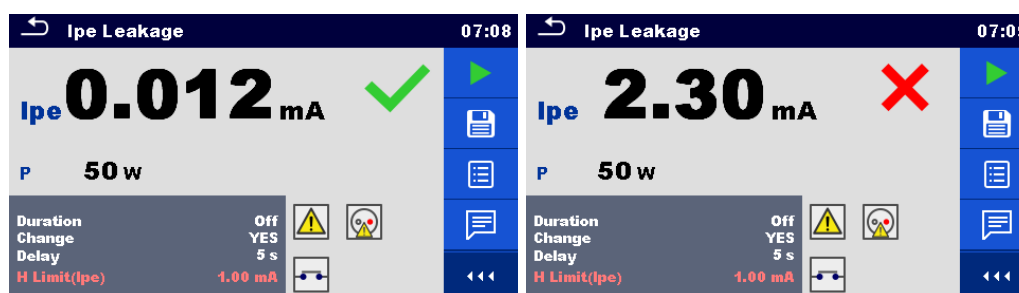 Ipe Leakage 07:08
Ipe 0.012 mA
P 50 w
Duration Off
Change YES
Delay 5 s
H Limit(Ipe) 1.00 mA
Ipe Leakage 07:0
Ipe 2.30 mA
P 50 w
Duration Off
Change YES
Delay 5 s
H Limit(Ipe) 1.00 mA